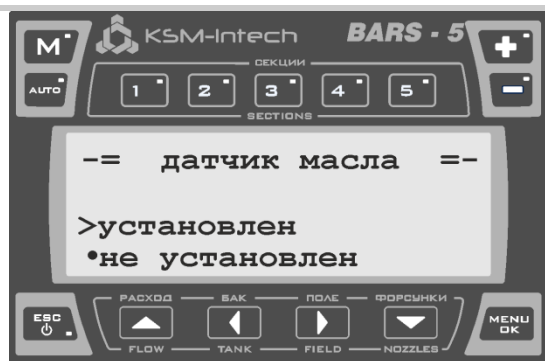 M KSM-Intech BARS - 5 +
AUTO СЕКЦИИ -
1 2 3 4 5
SECTIONS
-= датчик масла =-
>установлен
•не установлен
РАСХОД БАК ПОЛЕ ФОРСУНКИ
ESC MENU
OK
FLOW TANK FIELD NOZZLES